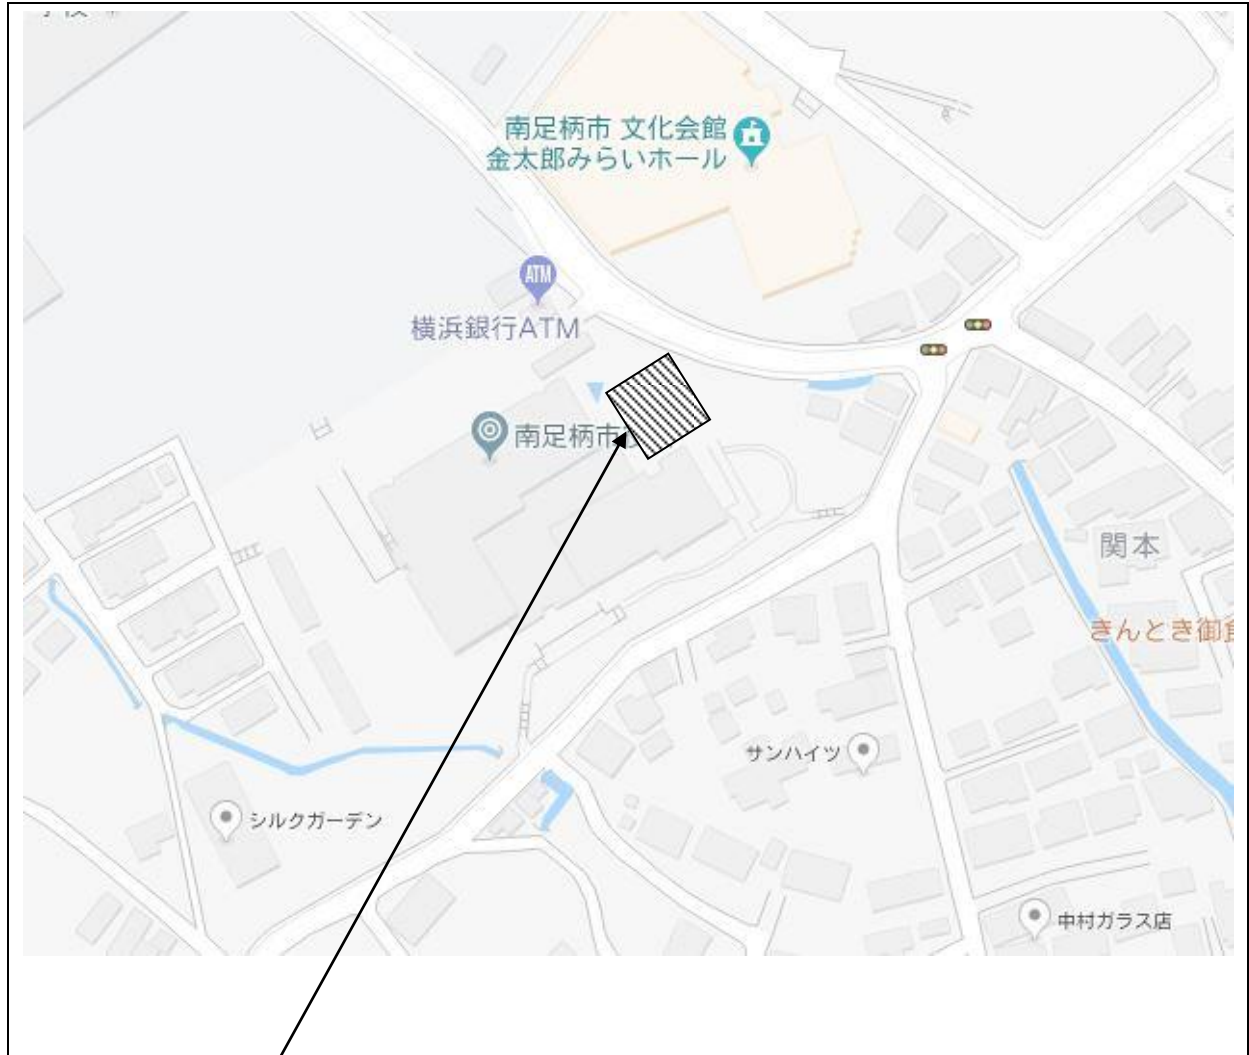 南足柄市 文化会館
金太郎みらいホール
ATM
横浜銀行ATM
南足柄市
関本
きんとき御食
サンハイツ
シルクガーデン
中村ガラス店